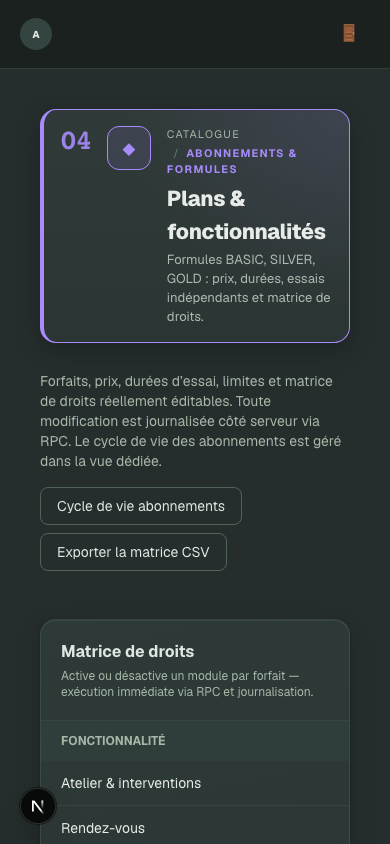 A
04
CATALOGUE
/ ABONNEMENTS &
FORMULES
Plans &
fonctionnalités
Formules BASIC, SILVER,
GOLD : prix, durées, essais
indépendants et matrice de
droits.
Forfaits, prix, durées d'essai, limites et matrice
de droits réellement éditables. Toute
modification est journalisée côté serveur via
RPC. Le cycle de vie des abonnements est géré
dans la vue dédiée.
Cycle de vie abonnements
Exporter la matrice CSV
Matrice de droits
Active ou désactive un module par forfait —
exécution immédiate via RPC et journalisation.
FONCTIONNALITÉ
Atelier & interventions
N
Rendez-vous